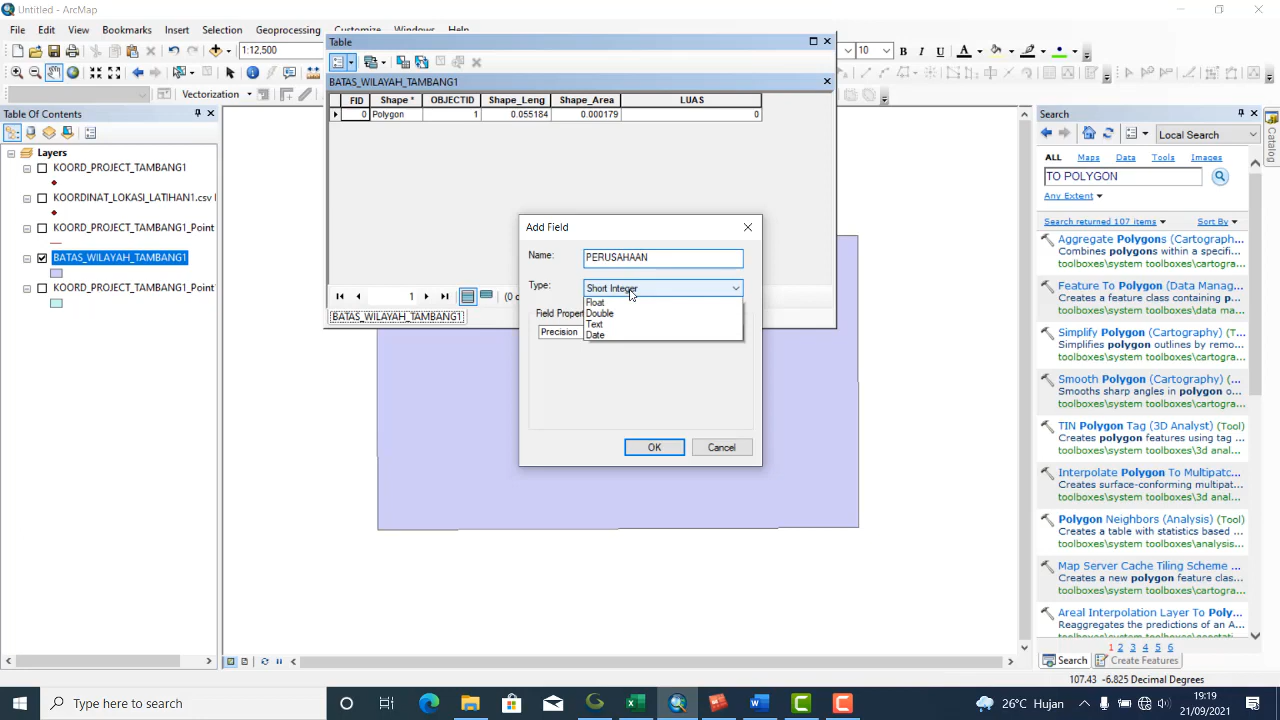 Untitled - ArcMap
File Edit View Bookmarks Insert Selection Geoprocessing Customize Windows Help
1:12,500
10 B I U A A
Vectorization
Table Of Contents
Layers
KOORD_PROJECT_TAMBANG1
KOORDINAT_LOKASI_LATIHAN1.csv
KOORD_PROJECT_TAMBANG1_Point
BATAS_WILAYAH_TAMBANG1
KOORD_PROJECT_TAMBANG1_Point
Table
BATAS_WILAYAH_TAMBANG1
FID Shape * OBJECTID Shape_Leng Shape_Area LUAS
0 Polygon 1 0.055184 0.000179 0
1 (0 o
BATAS_WILAYAH_TAMBANG1
Add Field
Name: PERUSAHAAN
Type: Short Integer
Float
Double
Text
Date
Field Proper
Precision
OK Cancel
Search
Local Search
ALL Maps Data Tools Images
TO POLYGON
Any Extent
Search returned 107 items Sort By
Aggregate Polygons (Cartograph...
Combines polygons within a specific...
toolboxes\system toolboxes\cartogra...
Feature To Polygon (Data Manag...
Creates a feature class containing p...
toolboxes\system toolboxes\data ma...
Simplify Polygon (Cartography) (...
Simplifies polygon outlines by remo...
toolboxes\system toolboxes\cartogra...
Smooth Polygon (Cartography) (...
Smooths sharp angles in polygon o...
toolboxes\system toolboxes\cartogra...
TIN Polygon Tag (3D Analyst) (Tool)
Creates polygon features using tag ...
toolboxes\system toolboxes\3d anal...
Interpolate Polygon To Multipatc...
Creates surface-conforming multipat...
toolboxes\system toolboxes\3d anal...
Polygon Neighbors (Analysis) (Tool)
Creates a table with statistics based ...
toolboxes\system toolboxes\analysis...
Map Server Cache Tiling Scheme ...
Creates a new polygon feature clas...
toolboxes\system toolboxes\cartogra...
Areal Interpolation Layer To Poly...
Reaggregates the predictions of an A...
1 2 3 4 5 6
Search Create Features
Catalog
107.43 -6.825 Decimal Degrees
Type here to search
26°C Hujan
19:19
21/09/2021